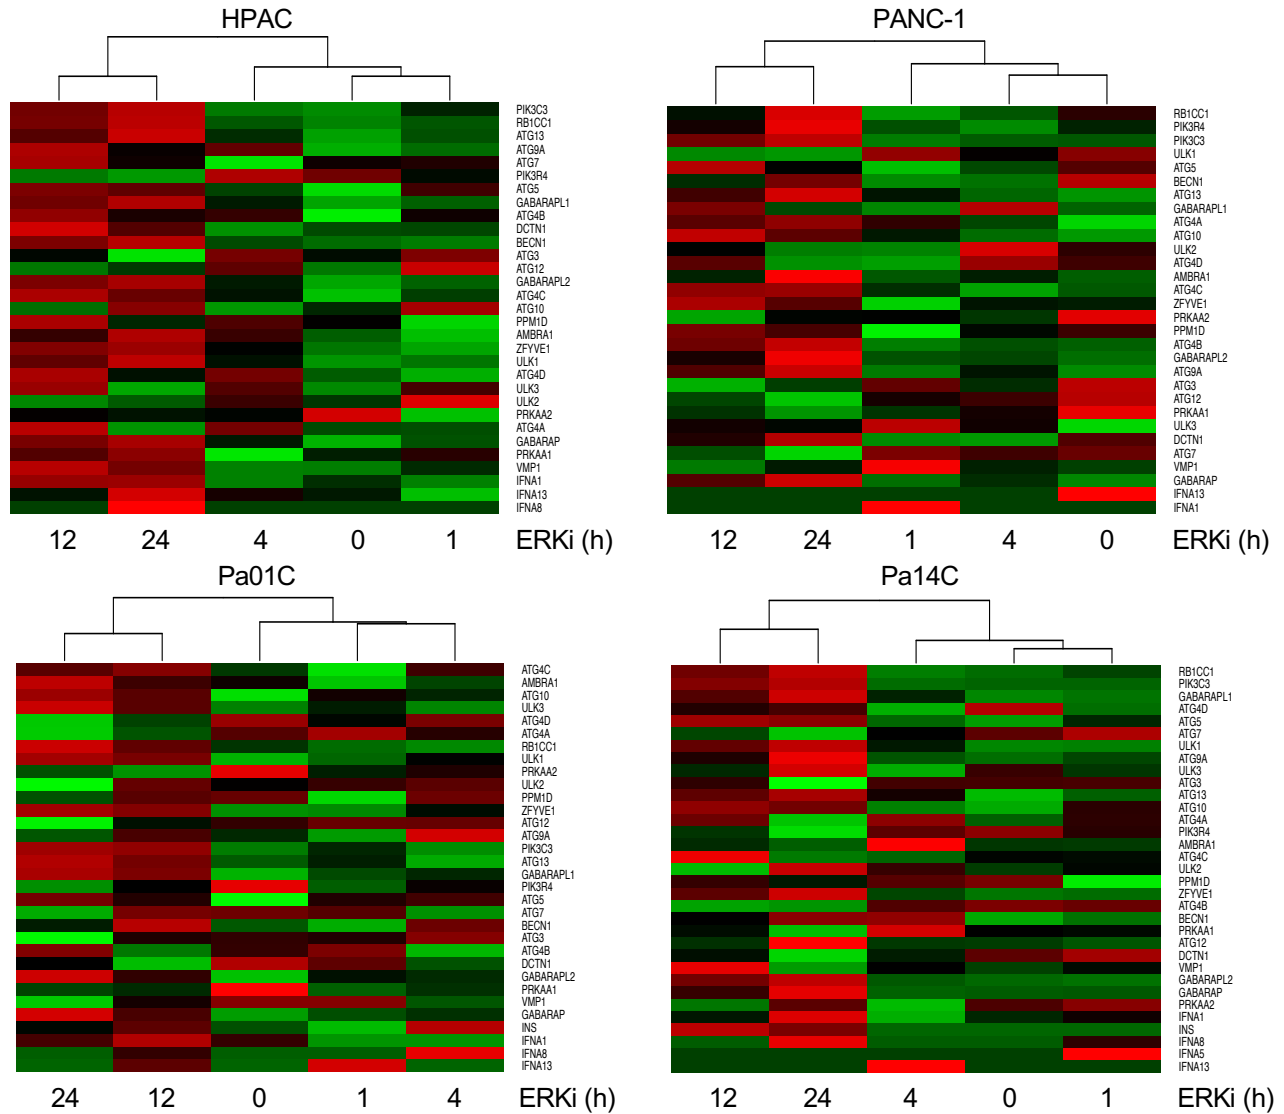 HPAC
PIK3C3
RB1CC1
ATG13
ATG9A
ATG7
PIK3R4
ATG5
GABARAPL1
ATG4B
DCTN1
BECN1
ATG3
ATG12
GABARAPL2
ATG4C
ATG10
PPM1D
AMBRA1
ZFYVE1
ULK1
ATG4D
ULK3
ULK2
PRKAA2
ATG4A
GABARAP
PRKAA1
VMP1
IFNA1
IFNA13
IFNA8
12 24 4 0 1 ERKi (h)
PANC-1
RB1CC1
PIK3R4
PIK3C3
ULK1
ATG5
BECN1
ATG13
GABARAPL1
ATG4A
ATG10
ULK2
ATG4D
AMBRA1
ATG4C
ZFYVE1
PRKAA2
PPM1D
ATG4B
GABARAPL2
ATG9A
ATG3
ATG12
PRKAA1
ULK3
DCTN1
ATG7
VMP1
GABARAP
IFNA13
IFNA1
12 24 1 4 0 ERKi (h)
Pa01C
ATG4C
AMBRA1
ATG10
ULK3
ATG4D
ATG4A
RB1CC1
ULK1
PRKAA2
ULK2
PPM1D
ZFYVE1
ATG12
ATG9A
PIK3C3
ATG13
GABARAPL1
PIK3R4
ATG5
ATG7
BECN1
ATG3
ATG4B
DCTN1
GABARAPL2
PRKAA1
VMP1
GABARAP
INS
IFNA1
IFNA8
IFNA13
24 12 0 1 4 ERKi (h)
Pa14C
RB1CC1
PIK3C3
GABARAPL1
ATG4D
ATG5
ATG7
ULK1
ATG9A
ULK3
ATG3
ATG13
ATG10
ATG4A
PIK3R4
AMBRA1
ATG4C
ULK2
PPM1D
ZFYVE1
ATG4B
BECN1
PRKAA1
ATG12
DCTN1
VMP1
GABARAPL2
GABARAP
PRKAA2
IFNA1
INS
IFNA8
IFNA5
IFNA13
12 24 4 0 1 ERKi (h)